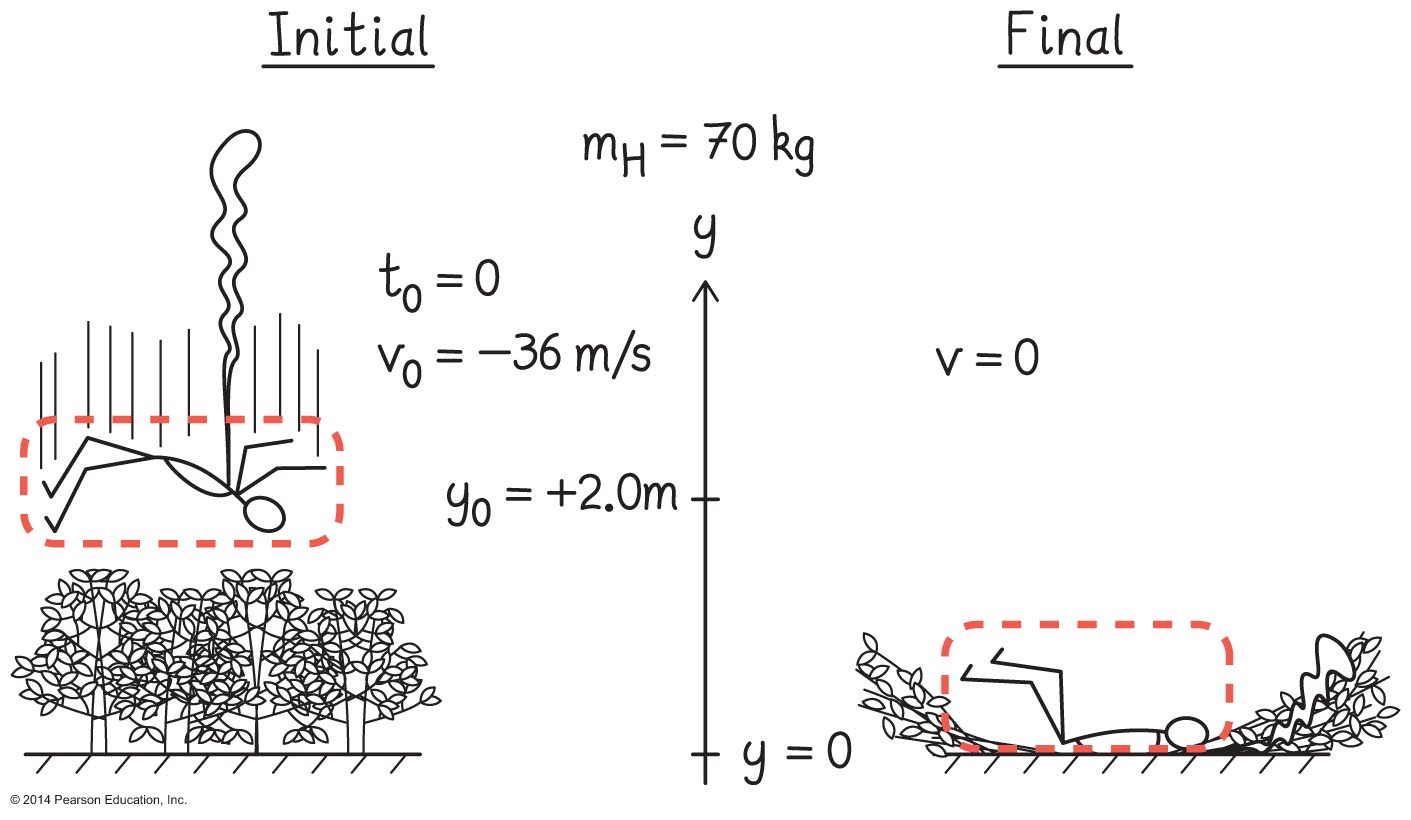 Initial
Final
m_H = 70 kg
y
t_0 = 0
v_0 = −36 m/s
v = 0
y_0 = +2.0m
y = 0
© 2014 Pearson Education, Inc.